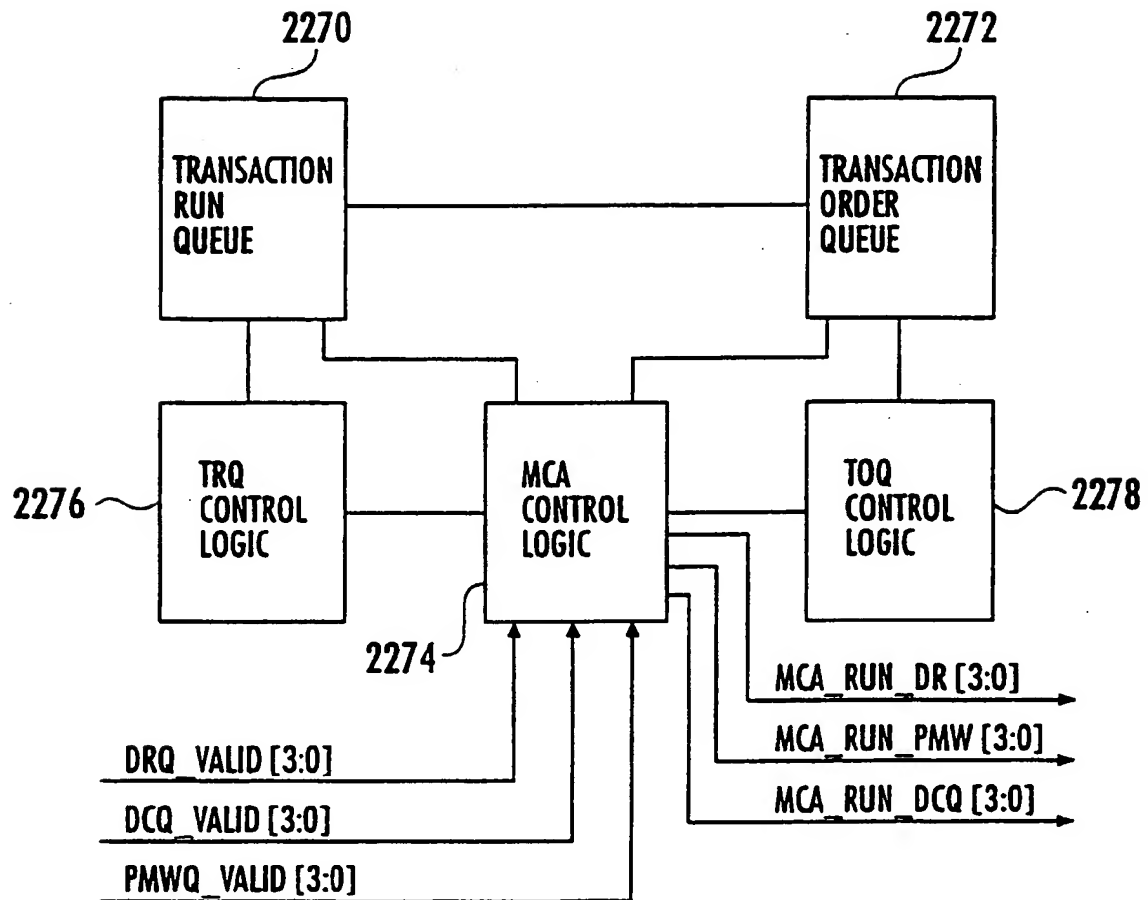 2270
2272
TRANSACTION
RUN
QUEUE
TRANSACTION
ORDER
QUEUE
2276
TRQ
CONTROL
LOGIC
MCA
CONTROL
LOGIC
TOQ
CONTROL
LOGIC
2278
2274
MCA_RUN_DR [3:0]
MCA_RUN_PMW [3:0]
MCA_RUN_DCQ [3:0]
DRQ_VALID [3:0]
DCQ_VALID [3:0]
PMWQ_VALID [3:0]